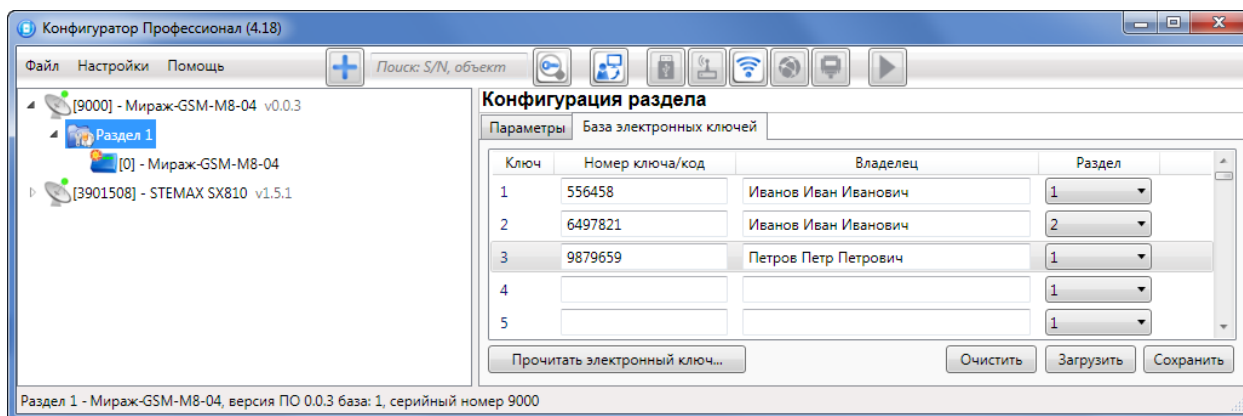 Конфигуратор Профессионал (4.18)
Файл Настройки Помощь Поиск: S/N, объект
[9000] - Мираж-GSM-M8-04 v0.0.3
Раздел 1
[0] - Мираж-GSM-M8-04
[3901508] - STEMAX SX810 v1.5.1
Конфигурация раздела
Параметры База электронных ключей
Ключ Номер ключа/код Владелец Раздел
1 556458 Иванов Иван Иванович 1
2 6497821 Иванов Иван Иванович 2
3 9879659 Петров Петр Петрович 1
4 1
5 1
Прочитать электронный ключ... Очистить Загрузить Сохранить
Раздел 1 - Мираж-GSM-M8-04, версия ПО 0.0.3 база: 1, серийный номер 9000